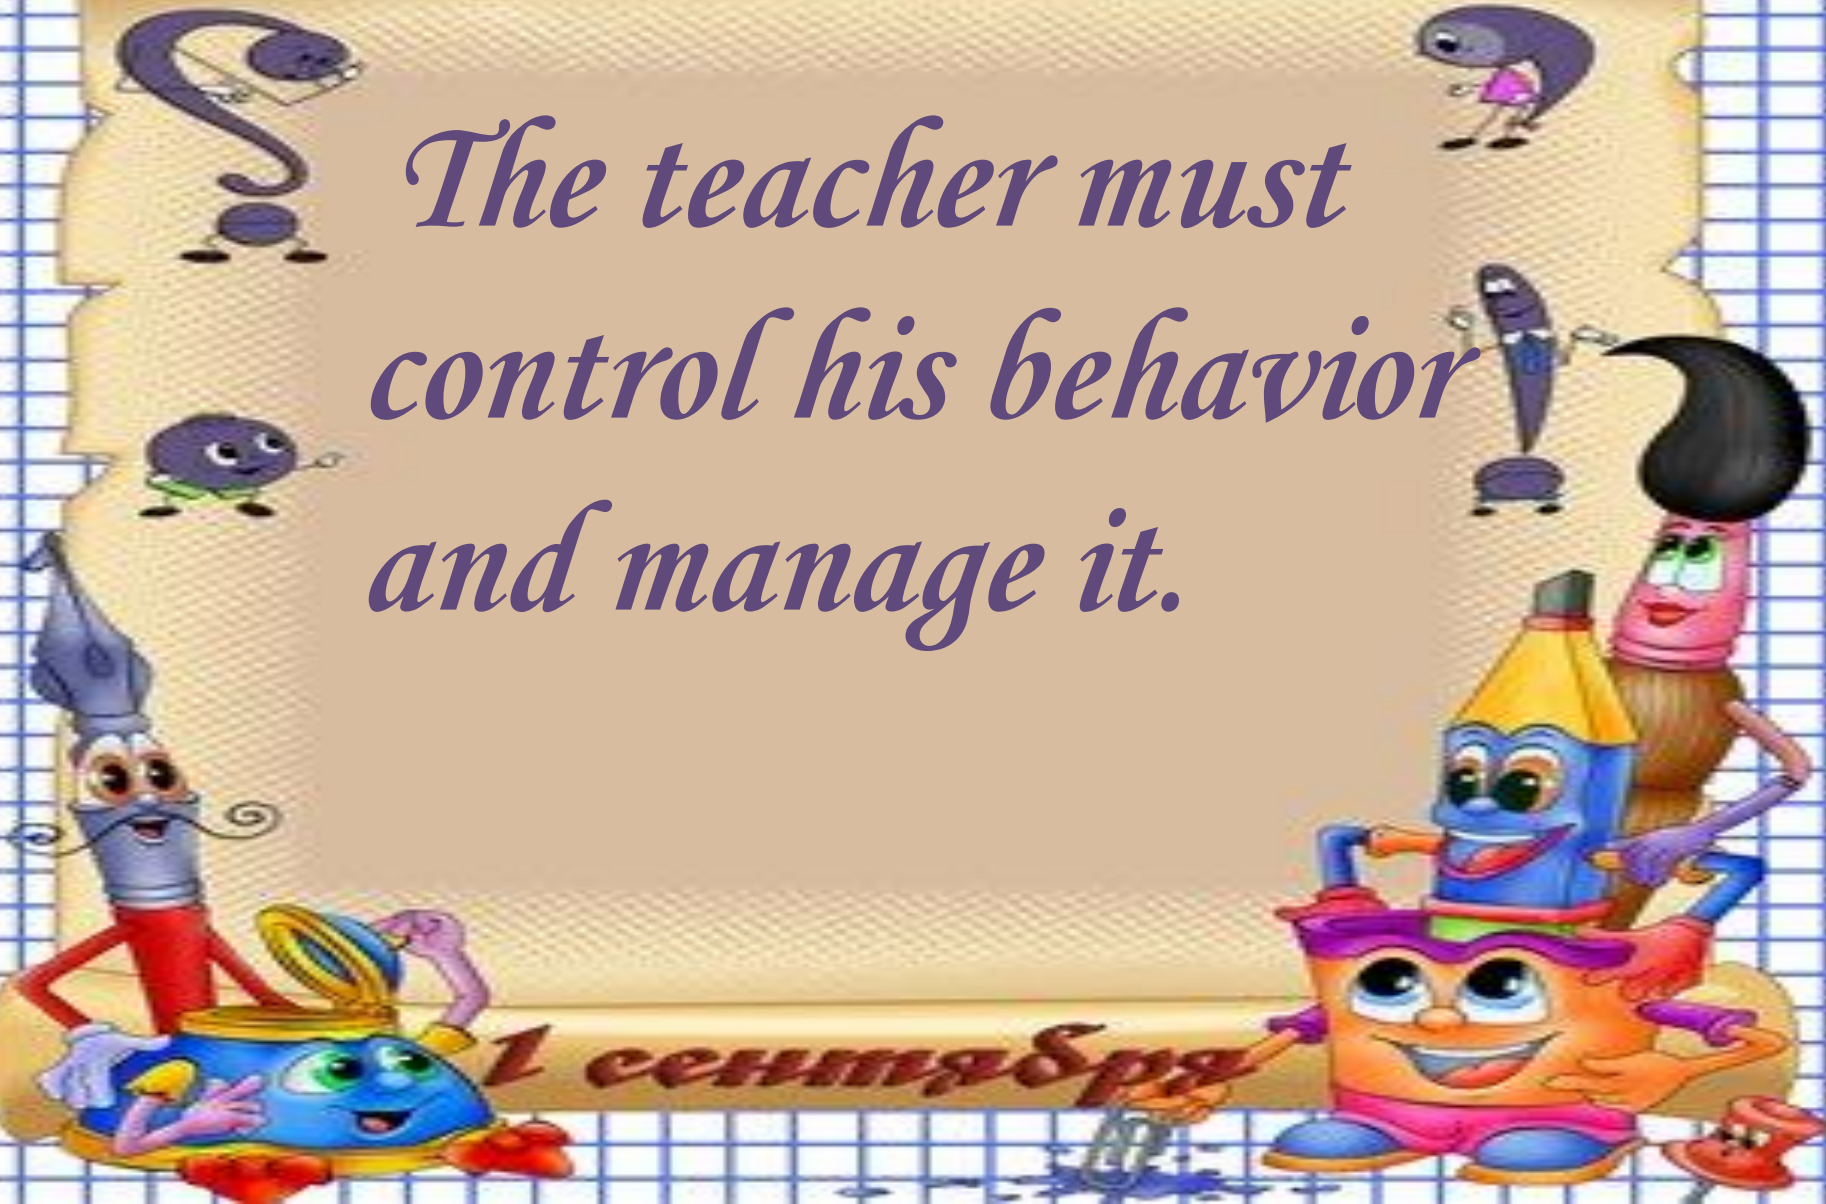 The teacher must
control his behavior
and manage it.
1 сентября